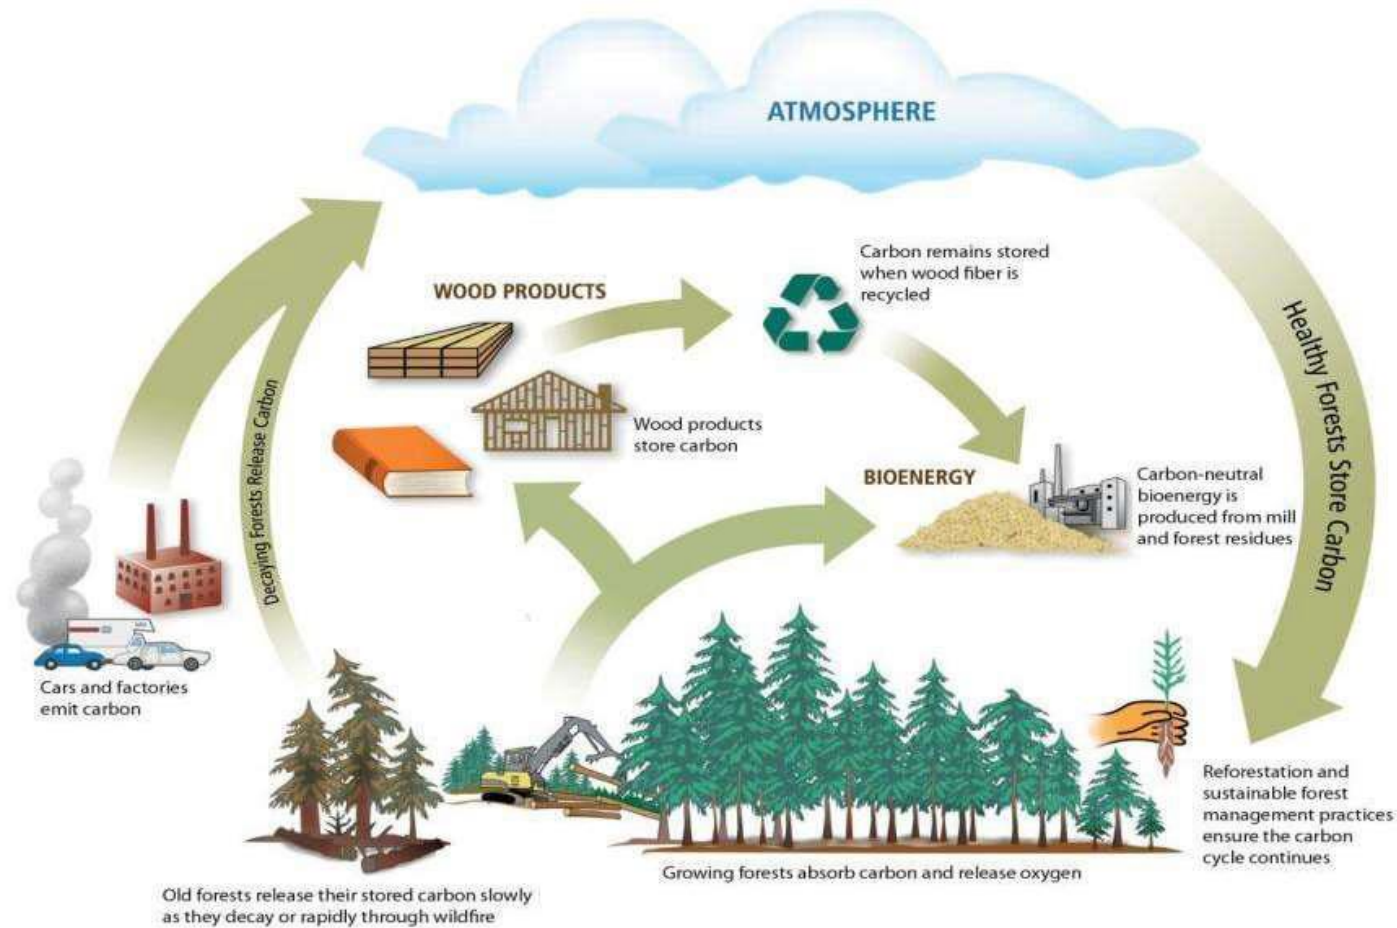 ATMOSPHERE
Carbon remains stored
when wood fiber is
recycled
WOOD PRODUCTS
Wood products
store carbon
BIOENERGY
Carbon-neutral
bioenergy is
produced from mill
and forest residues
Healthy Forests Store Carbon
Decaying Forests Release Carbon
Cars and factories
emit carbon
Reforestation and
sustainable forest
management practices
ensure the carbon
cycle continues
Growing forests absorb carbon and release oxygen
Old forests release their stored carbon slowly
as they decay or rapidly through wildfire